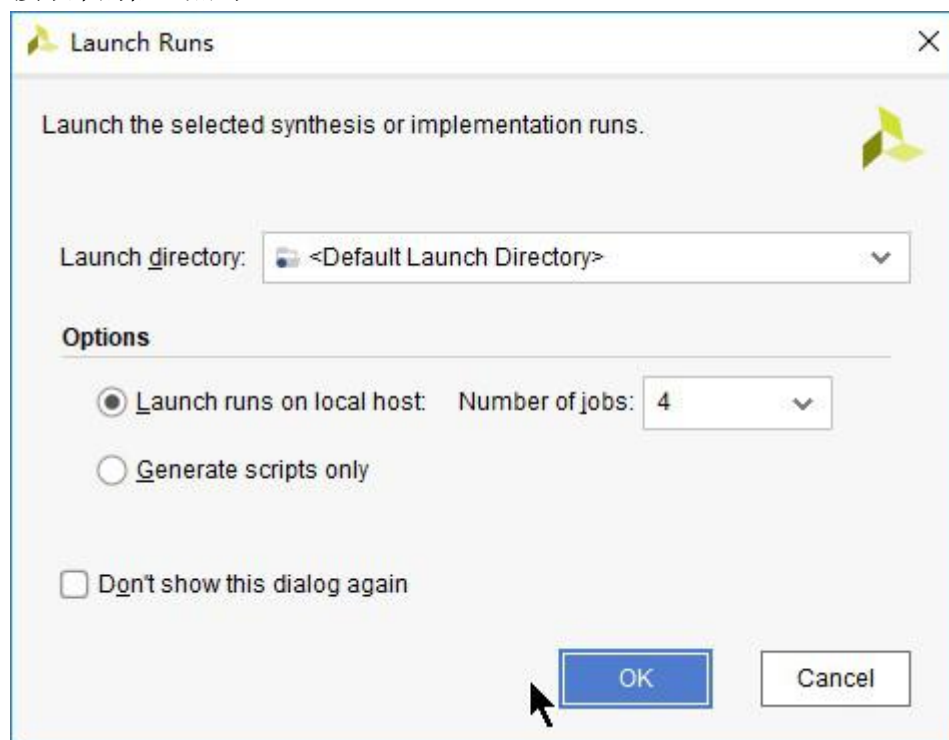 Launch Runs
Launch the selected synthesis or implementation runs.
Launch directory: <Default Launch Directory>
Options
Launch runs on local host: Number of jobs: 4
Generate scripts only
Don't show this dialog again
OK Cancel